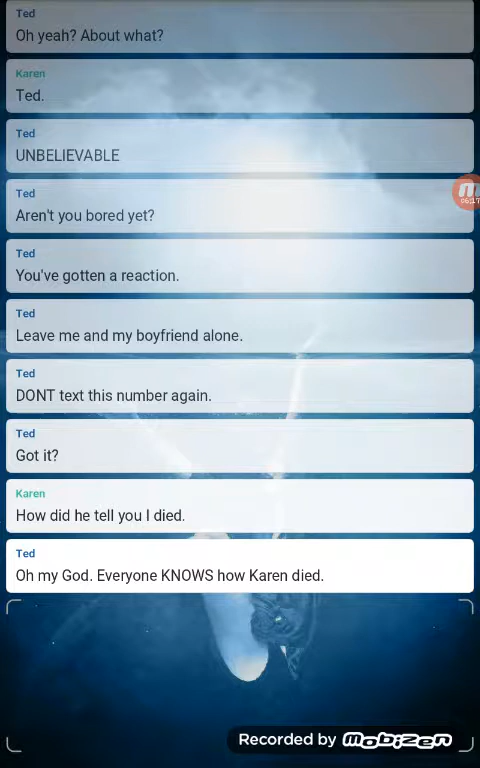 Ted
Oh yeah? About what?
Karen
Ted.
Ted
UNBELIEVABLE
Ted
Aren't you bored yet?
Ted
You've gotten a reaction.
Ted
Leave me and my boyfriend alone.
Ted
DONT text this number again.
Ted
Got it?
Karen
How did he tell you I died.
Ted
Oh my God. Everyone KNOWS how Karen died.
Recorded by mobizen